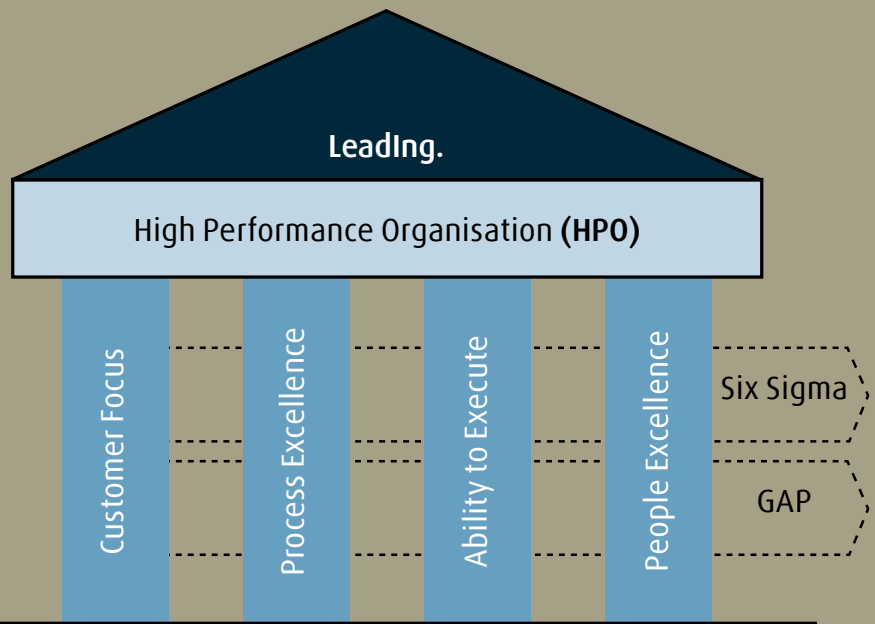 LeadIng.
High Performance Organisation (HPO)
Customer Focus
Process Excellence
Ability to Execute
People Excellence
Six Sigma
GAP